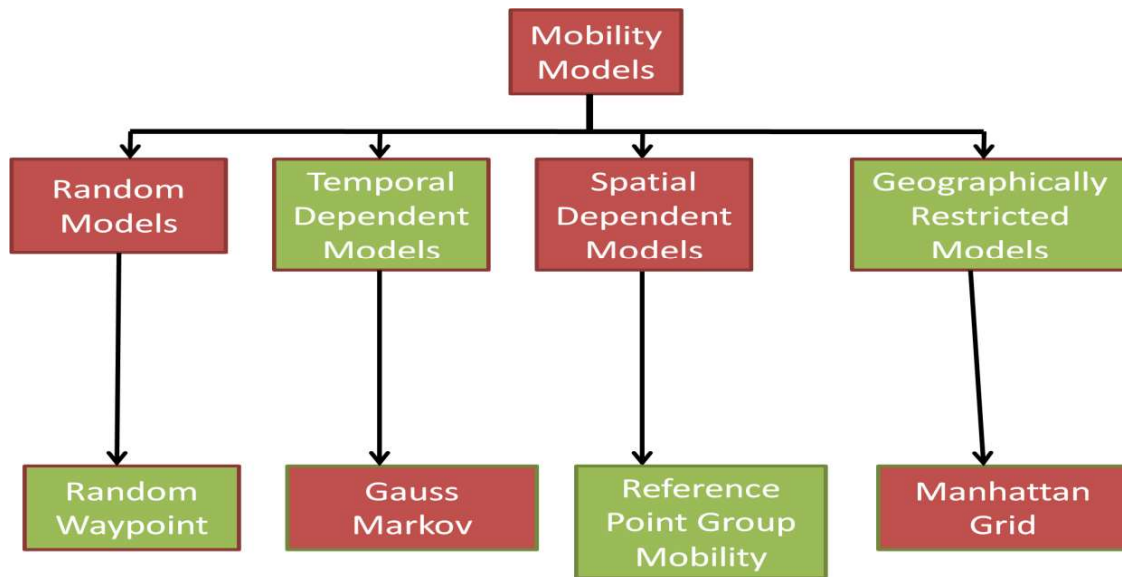 Mobility
Models
Random
Models
Temporal
Dependent
Models
Spatial
Dependent
Models
Geographically
Restricted
Models
Random
Waypoint
Gauss
Markov
Reference
Point Group
Mobility
Manhattan
Grid